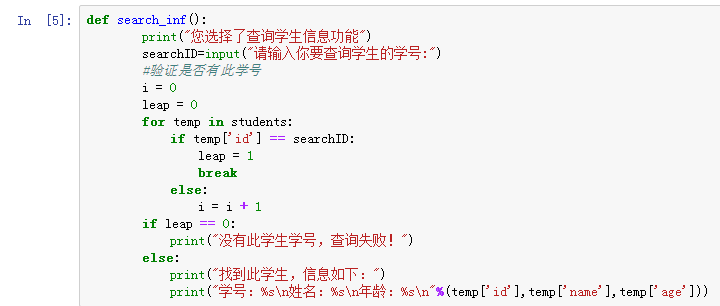 In [5]: def search_inf():
        print("您选择了查询学生信息功能")
        searchID=input("请输入你要查询学生的学号:")
        #验证是否有此学号
        i = 0
        leap = 0
        for temp in students:
            if temp['id'] == searchID:
                leap = 1
                break
            else:
                i = i + 1
        if leap == 0:
            print("没有此学生学号，查询失败！")
        else:
            print("找到此学生，信息如下：")
            print("学号：%s\n姓名：%s\n年龄：%s\n"%(temp['id'],temp['name'],temp['age']))